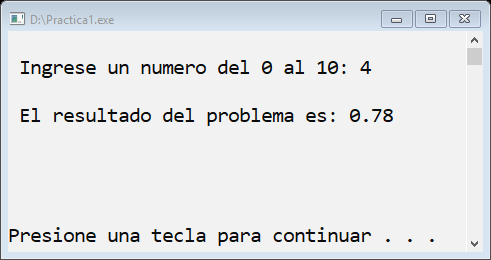 D:\Practica1.exe
Ingrese un numero del 0 al 10: 4
El resultado del problema es: 0.78
Presione una tecla para continuar . . .